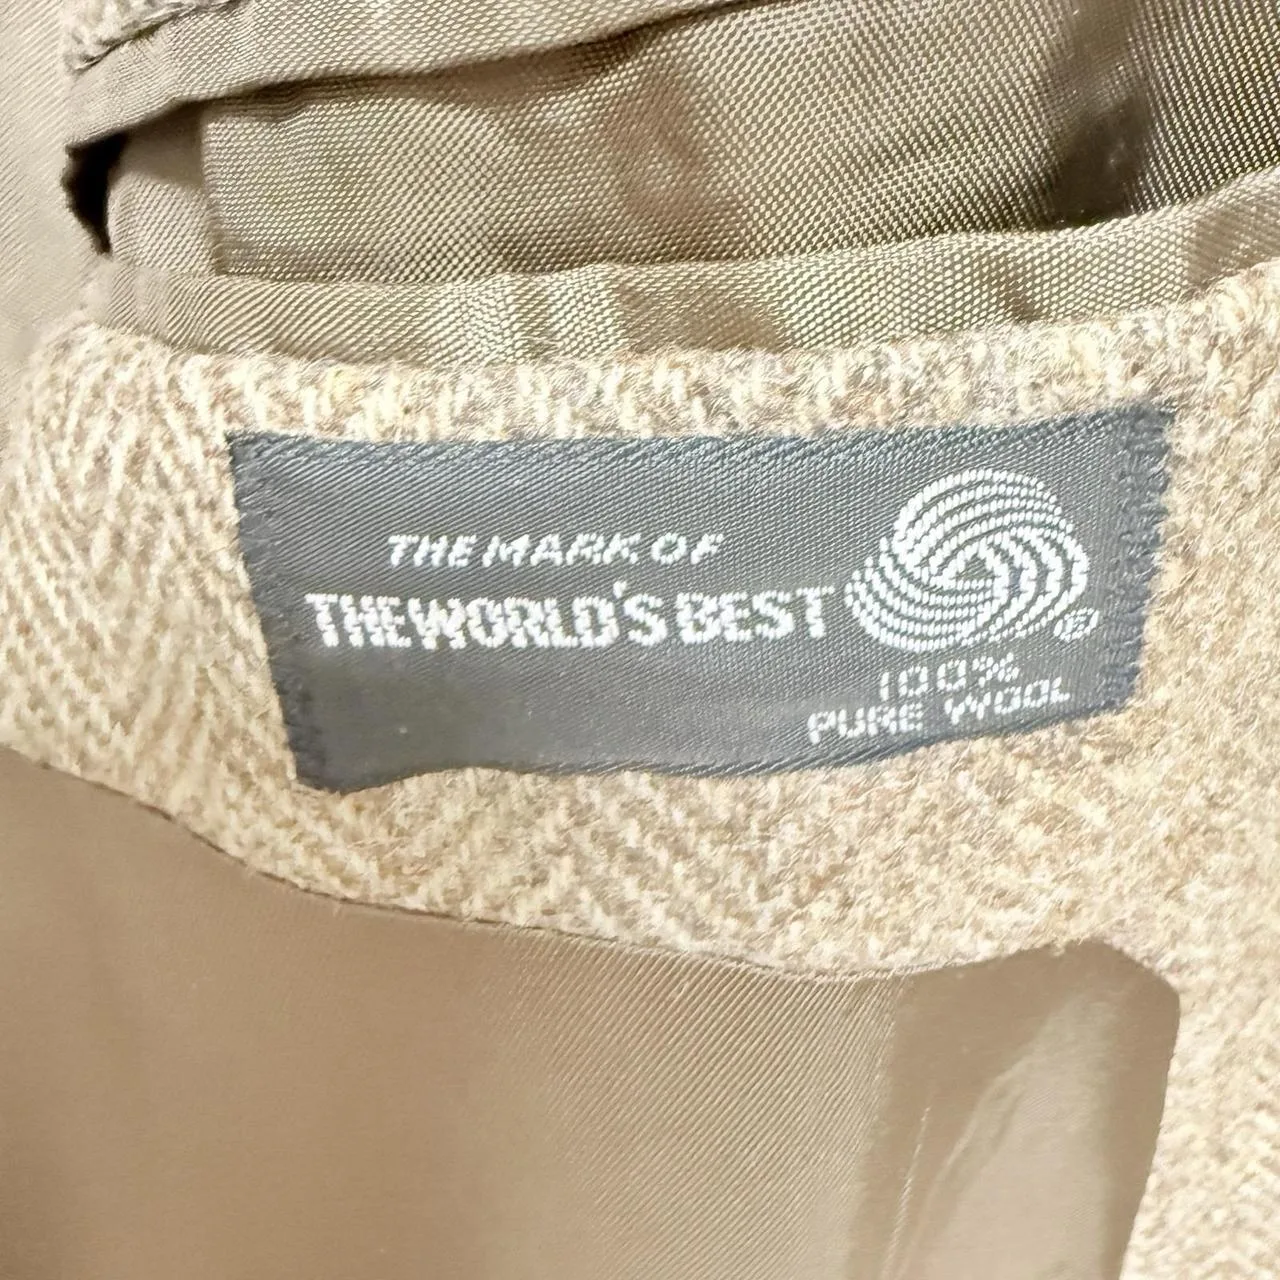 THE MARK OF
THE WORLD'S BEST
®
100%
PURE WOOL